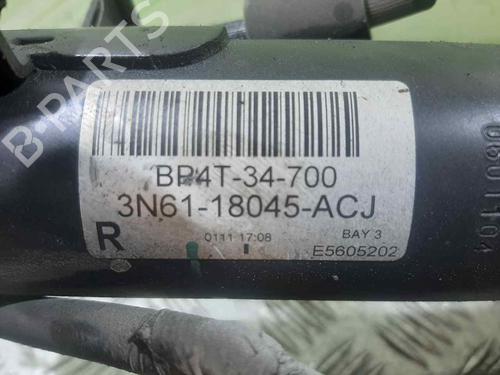 B-PARTS
BP4T-34-700
3N61-18045-ACJ
R
0111 17:08
BAY 3
E5605202